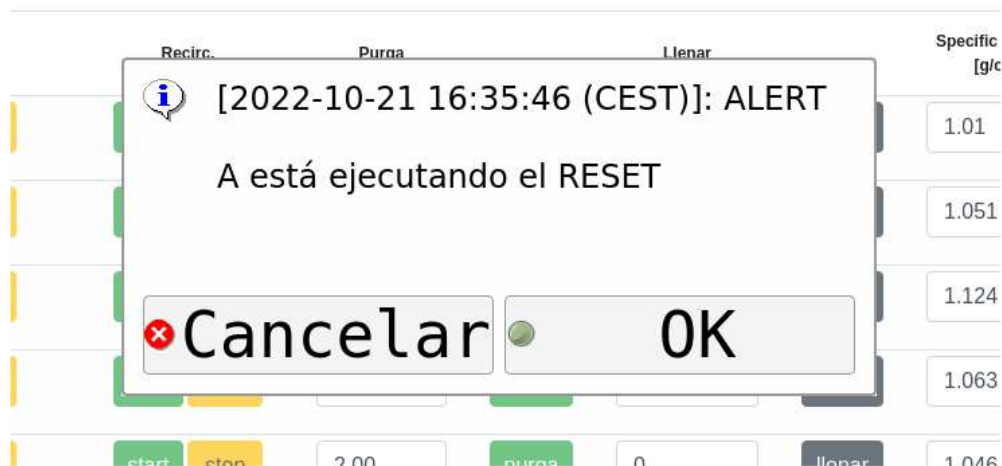 Specific
Recirc. Purga Llenar
[2022-10-21 16:35:46 (CEST)]: ALERT
1.01
A está ejecutando el RESET
1.051
1.124
Cancelar OK
1.063
start stop 2.00 purga 0 llenar 1.046